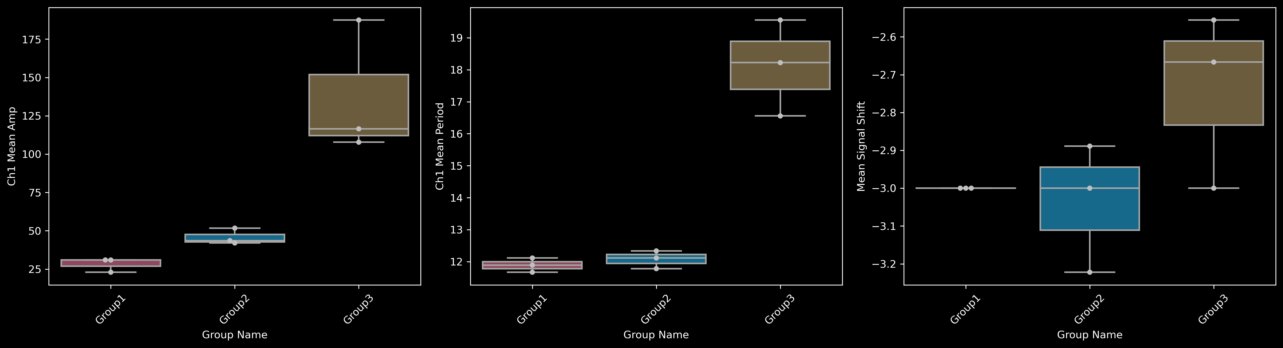 Ch1 Mean Amp
175
150
125
100
75
50
25
Group1
Group2
Group3
Group Name
Ch1 Mean Period
19
18
17
16
15
14
13
12
Group1
Group2
Group3
Group Name
Mean Signal Shift
−2.6
−2.7
−2.8
−2.9
−3.0
−3.1
−3.2
Group1
Group2
Group3
Group Name